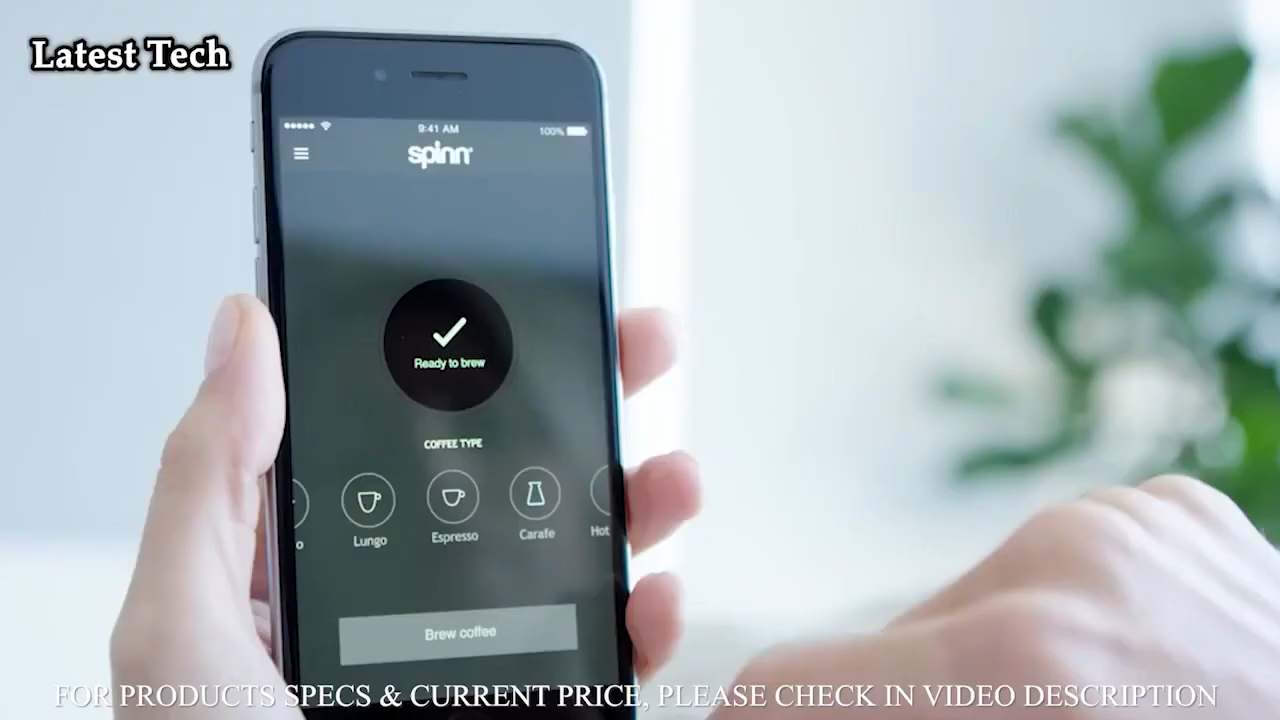 Latest Tech
9:41 AM
100%
spinn
Ready to brew
COFFEE TYPE
o
Lungo
Espresso
Carafe
Hot
Brew coffee
FOR PRODUCTS SPECS & CURRENT PRICE, PLEASE CHECK IN VIDEO DESCRIPTION